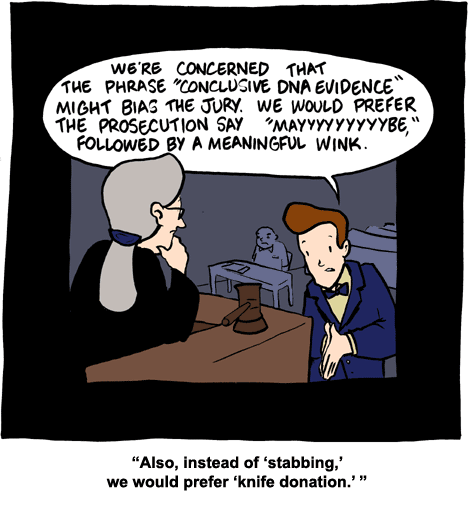 WE'RE CONCERNED THAT
THE PHRASE "CONCLUSIVE DNA EVIDENCE"
MIGHT BIAS THE JURY. WE WOULD PREFER
THE PROSECUTION SAY "MAYYYYYYYYYBE,"
FOLLOWED BY A MEANINGFUL WINK.
“Also, instead of ‘stabbing,’
we would prefer ‘knife donation.’ ”